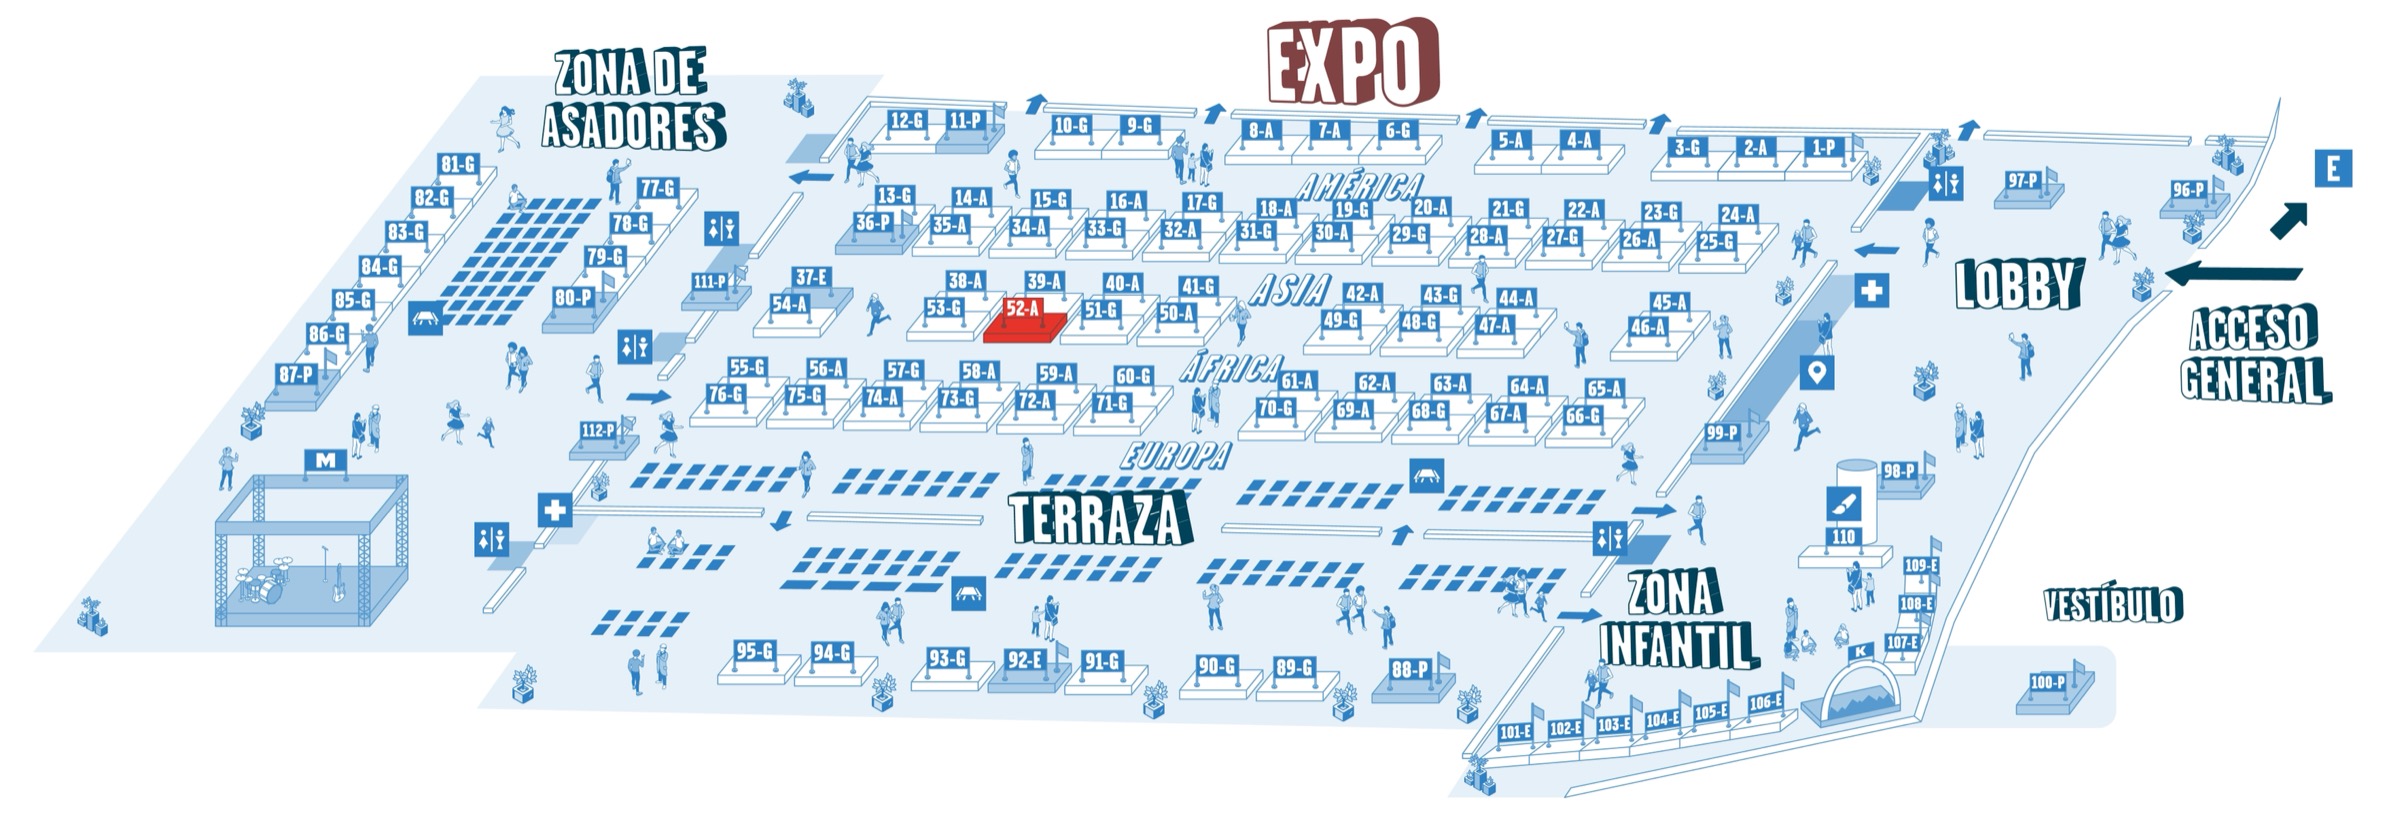 EXPO
ZONA DE
ASADORES
12-G 11-P 10-G 9-G 8-A 7-A 6-G 5-A 4-A 3-G 2-A 1-P
E
81-G
82-G
83-G
84-G
85-G
86-G
87-P
77-G
78-G
79-G
80-P
97-P 96-P
AMÉRICA
13-G 14-A 15-G 16-A 17-G 18-A 19-G 20-A 21-G 22-A 23-G 24-A
36-P 35-A 34-A 33-G 32-A 31-G 30-A 29-G 28-A 27-G 26-A 25-G
LOBBY
ACCESO
GENERAL
111-P
ASIA
37-E 38-A 39-A 40-A 41-G 42-A 43-G 44-A 45-A
54-A 53-G 52-A 51-G 50-A 49-G 48-G 47-A 46-A
ÁFRICA
55-G 56-A 57-G 58-A 59-A 60-G 61-A 62-A 63-A 64-A 65-A
76-G 75-G 74-A 73-G 72-A 71-G 70-G 69-A 68-G 67-A 66-G
112-P
99-P
EUROPA
M
98-P
TERRAZA
110
109-E
108-E
107-E
ZONA
INFANTIL
VESTÍBULO
K
95-G 94-G 93-G 92-E 91-G 90-G 89-G 88-P
100-P
101-E 102-E 103-E 104-E 105-E 106-E